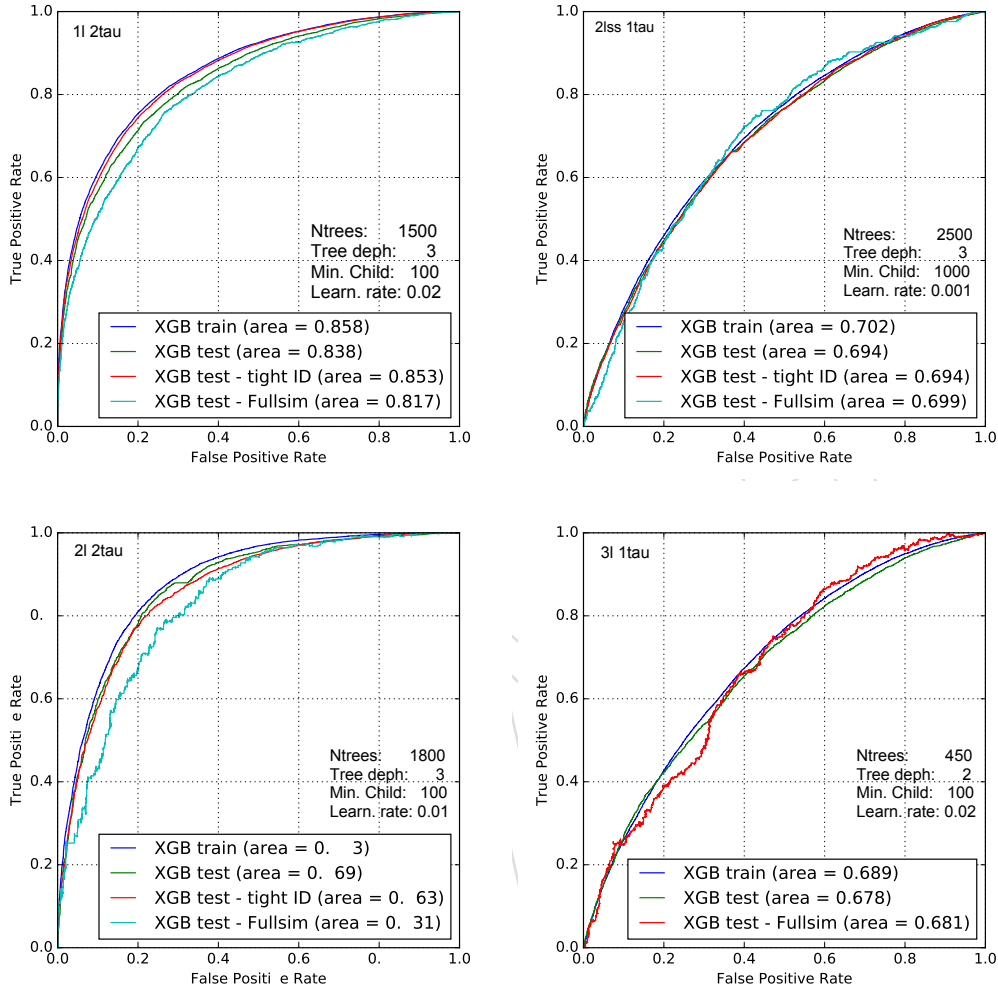 1l 2tau
True Positive Rate
1.0
0.8
0.6
0.4
0.2
0.0
Ntrees: 1500
Tree deph: 3
Min. Child: 100
Learn. rate: 0.02
XGB train (area = 0.858)
XGB test (area = 0.838)
XGB test - tight ID (area = 0.853)
XGB test - Fullsim (area = 0.817)
0.0 0.2 0.4 0.6 0.8 1.0
False Positive Rate
2lss 1tau
True Positive Rate
1.0
0.8
0.6
0.4
0.2
0.0
Ntrees: 2500
Tree deph: 3
Min. Child: 1000
Learn. rate: 0.001
XGB train (area = 0.702)
XGB test (area = 0.694)
XGB test - tight ID (area = 0.694)
XGB test - Fullsim (area = 0.699)
0.0 0.2 0.4 0.6 0.8 1.0
False Positive Rate
2l 2tau
True Positi e Rate
1.0
0.
0.6
0.4
0.2
0.0
Ntrees: 1800
Tree deph: 3
Min. Child: 100
Learn. rate: 0.01
XGB train (area = 0. 3)
XGB test (area = 0. 69)
XGB test - tight ID (area = 0. 63)
XGB test - Fullsim (area = 0. 31)
0.0 0.2 0.4 0.6 0. 1.0
False Positi e Rate
3l 1tau
True Positive Rate
1.0
0.8
0.6
0.4
0.2
0.0
Ntrees: 450
Tree deph: 2
Min. Child: 100
Learn. rate: 0.02
XGB train (area = 0.689)
XGB test (area = 0.678)
XGB test - Fullsim (area = 0.681)
0.0 0.2 0.4 0.6 0.8 1.0
False Positive Rate